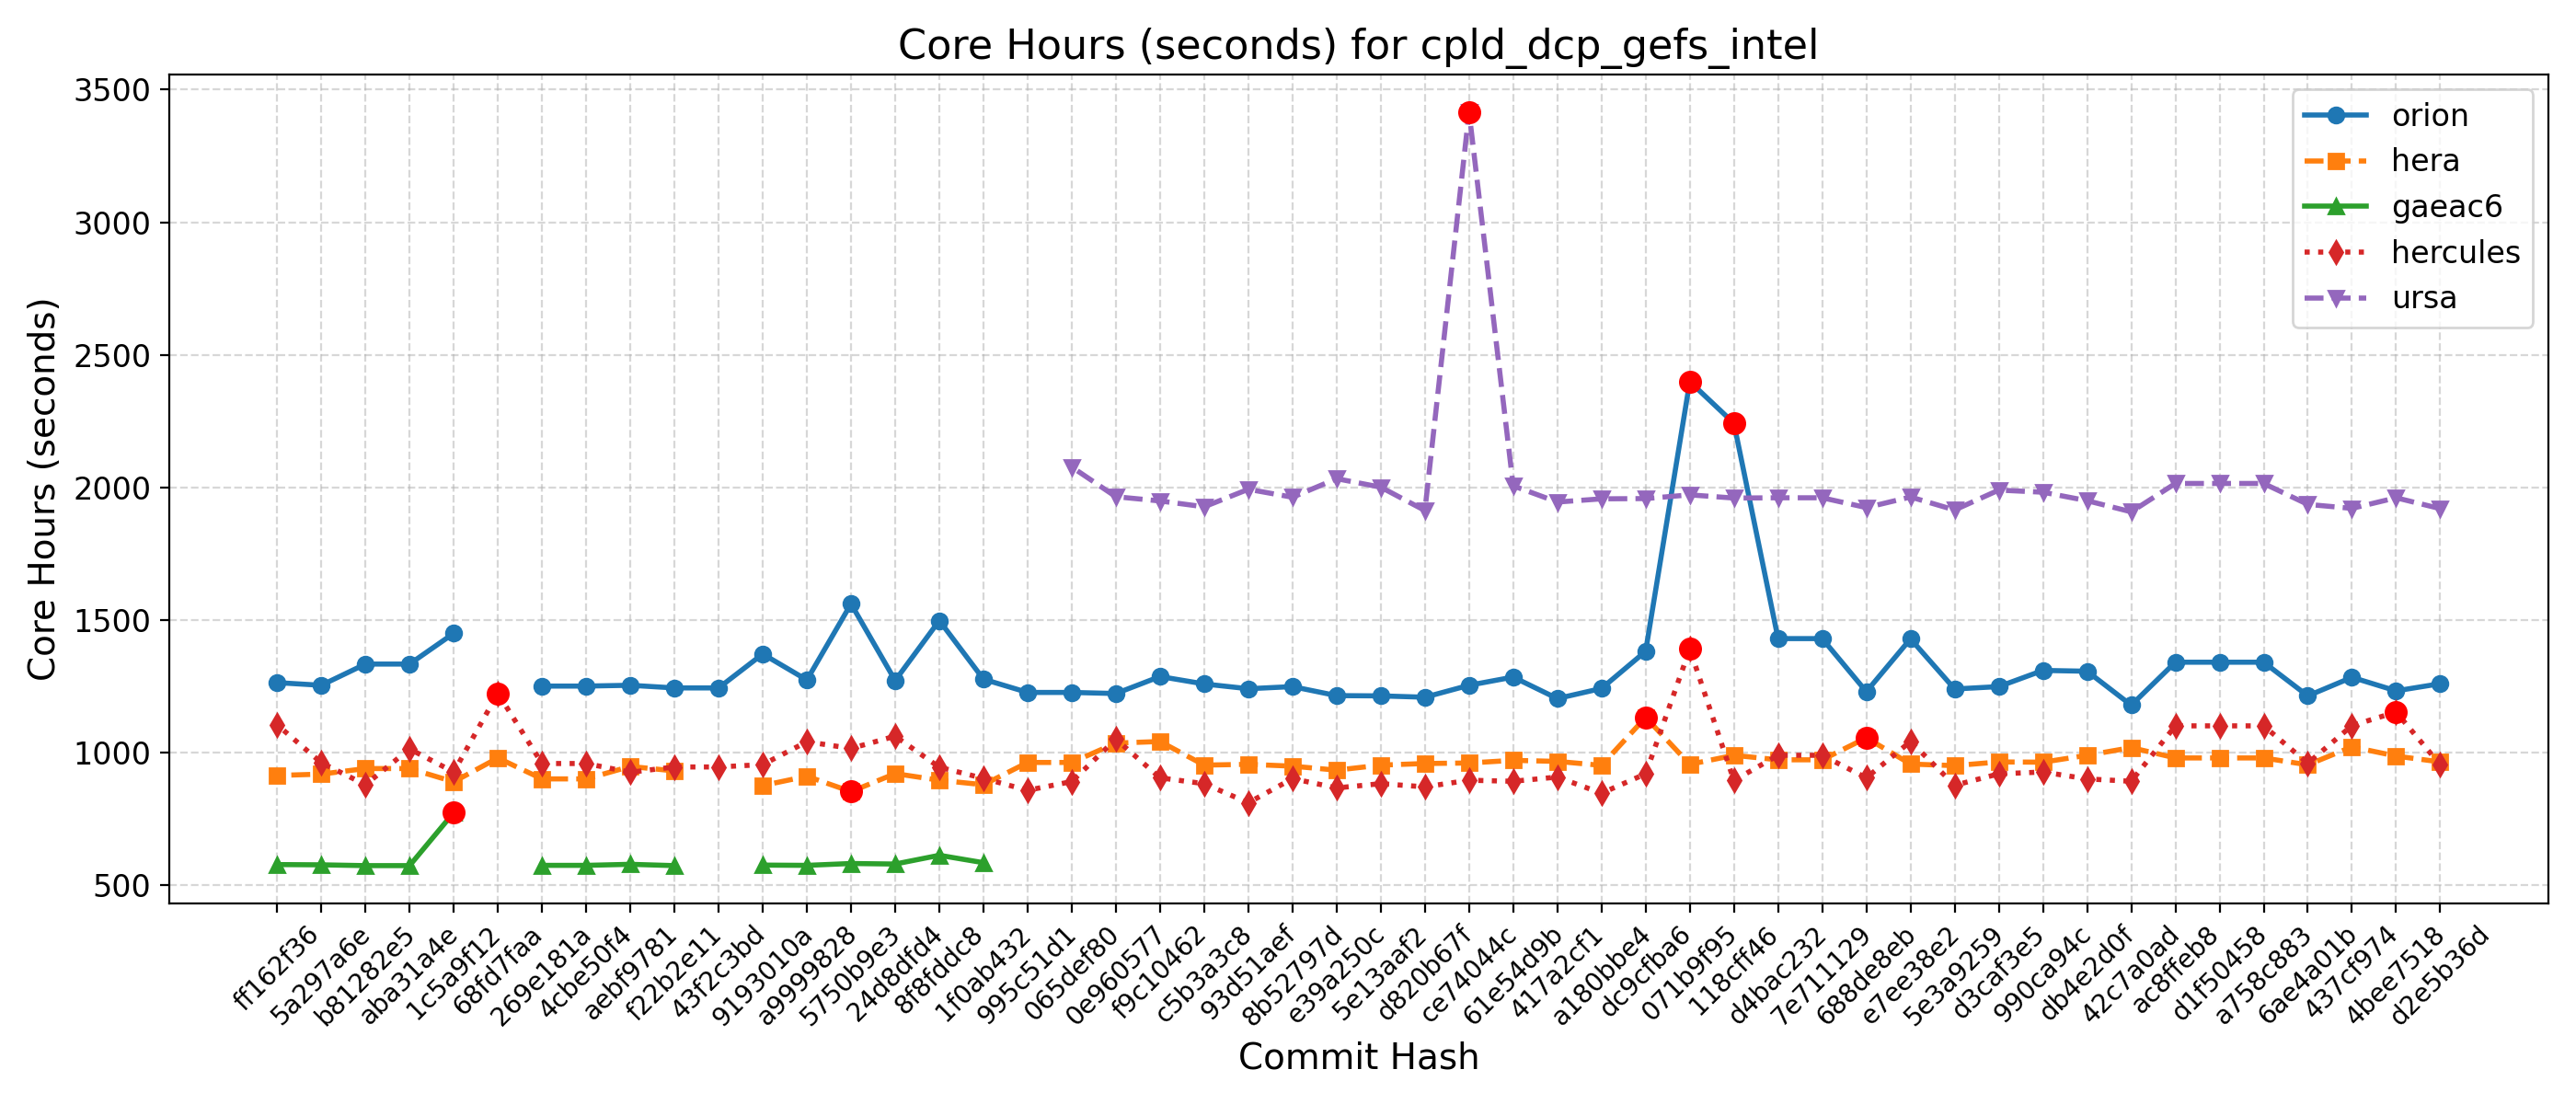 Core Hours (seconds) for cpld_dcp_gefs_intel
Core Hours (seconds)
3500
3000
2500
2000
1500
1000
500
orion
hera
gaeac6
hercules
ursa
ff162f36
5a297a6e
b81282e5
aba31a4e
1c5a9f12
68fd7faa
269e181a
4cbe50f4
aebf9781
f22b2e11
43f2c3bd
9193010a
a9999828
5750b9e3
24d8dfd4
8f8fddc8
1f0ab432
995c51d1
065def80
0e960577
f9c10462
c5b3a3c8
93d51aef
8b52797d
e39a250c
5e13aaf2
d820b67f
ce74044c
61e54d9b
417a2cf1
a180bbe4
dc9cfba6
071b9f95
118cff46
d4bac232
7e711129
688de8eb
e7ee38e2
5e3a9259
d3caf3e5
990ca94c
db4e2d0f
42c7a0ad
ac8ffeb8
d1f50458
a758c883
6ae4a01b
437cf974
4bee7518
d2e5b36d
Commit Hash